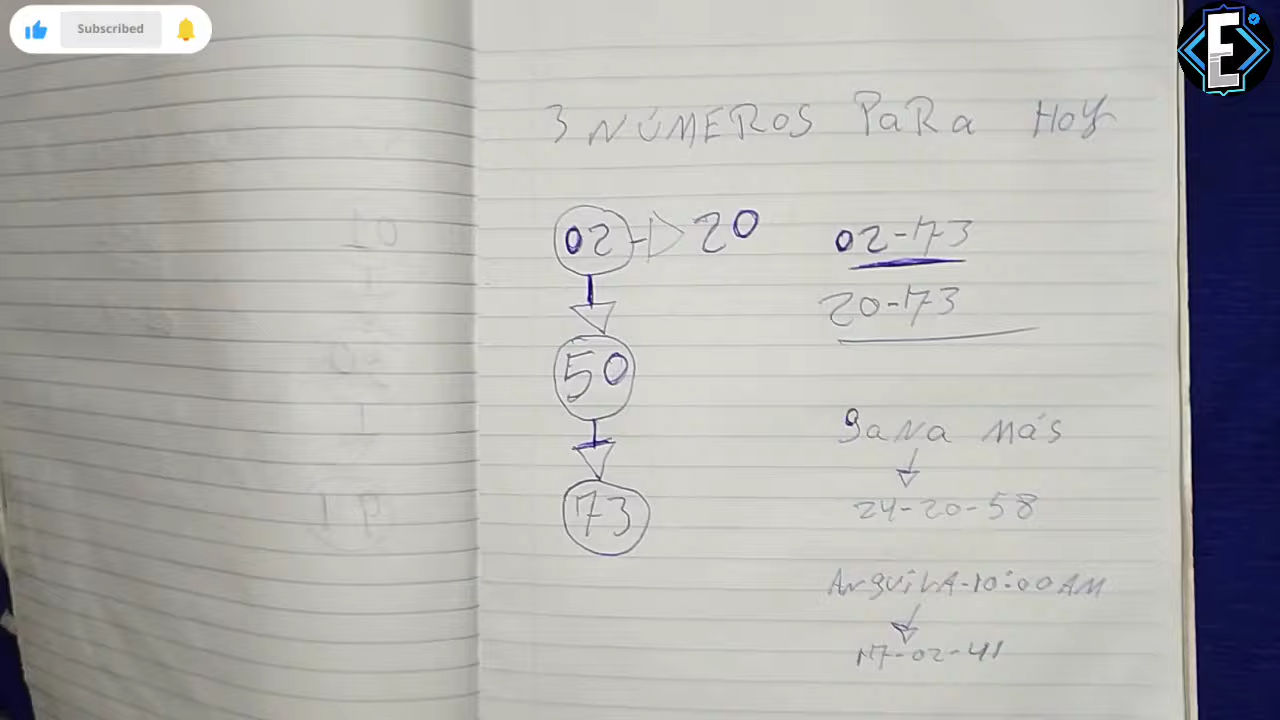 Subscribed
E
3 NÚMEROS PaRa HOY
02 20
50
73
02-73
20-73
gaNa Más
24-20-58
ANguiLA-10:00AM
17-02-41